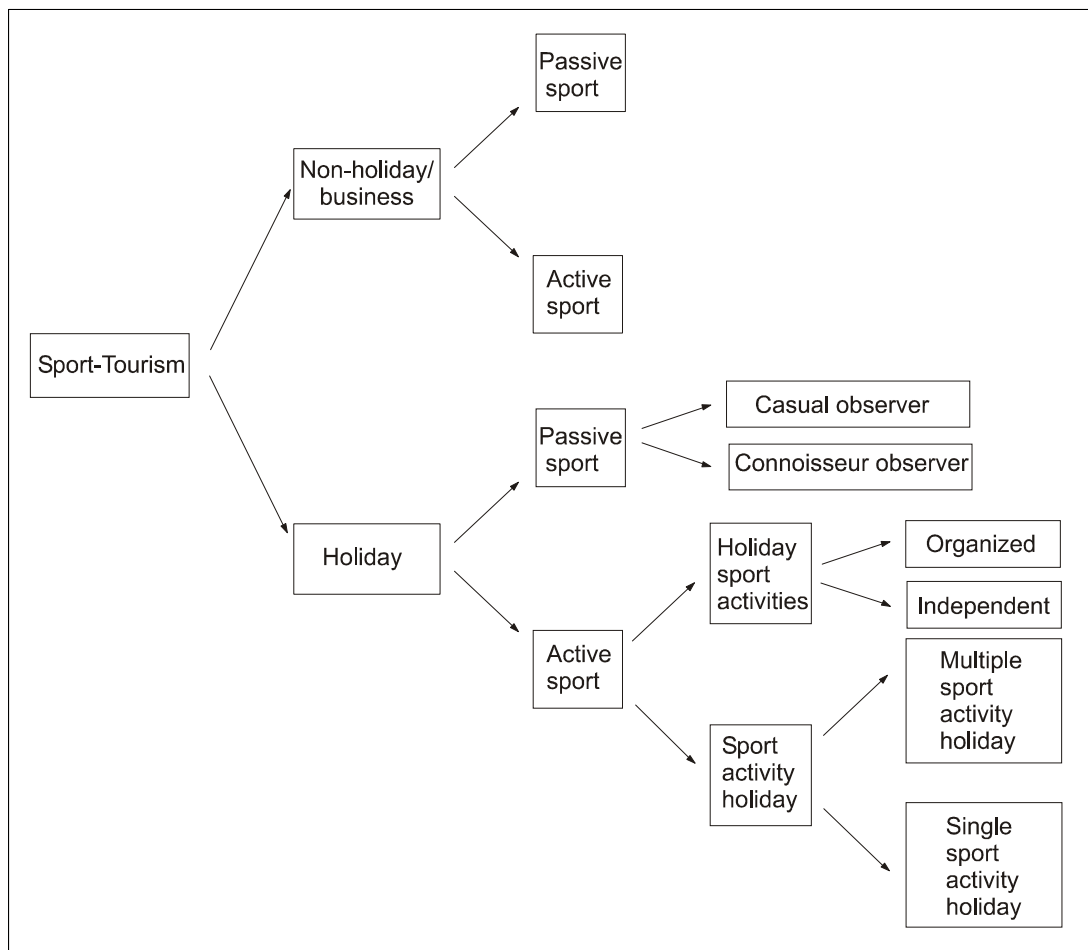 Passive
sport
Non-holiday/
business
Active
sport
Sport-Tourism
Passive
sport
Casual observer
Connoisseur observer
Holiday
Holiday
sport
activities
Organized
Independent
Active
sport
Multiple
sport
activity
holiday
Sport
activity
holiday
Single
sport
activity
holiday